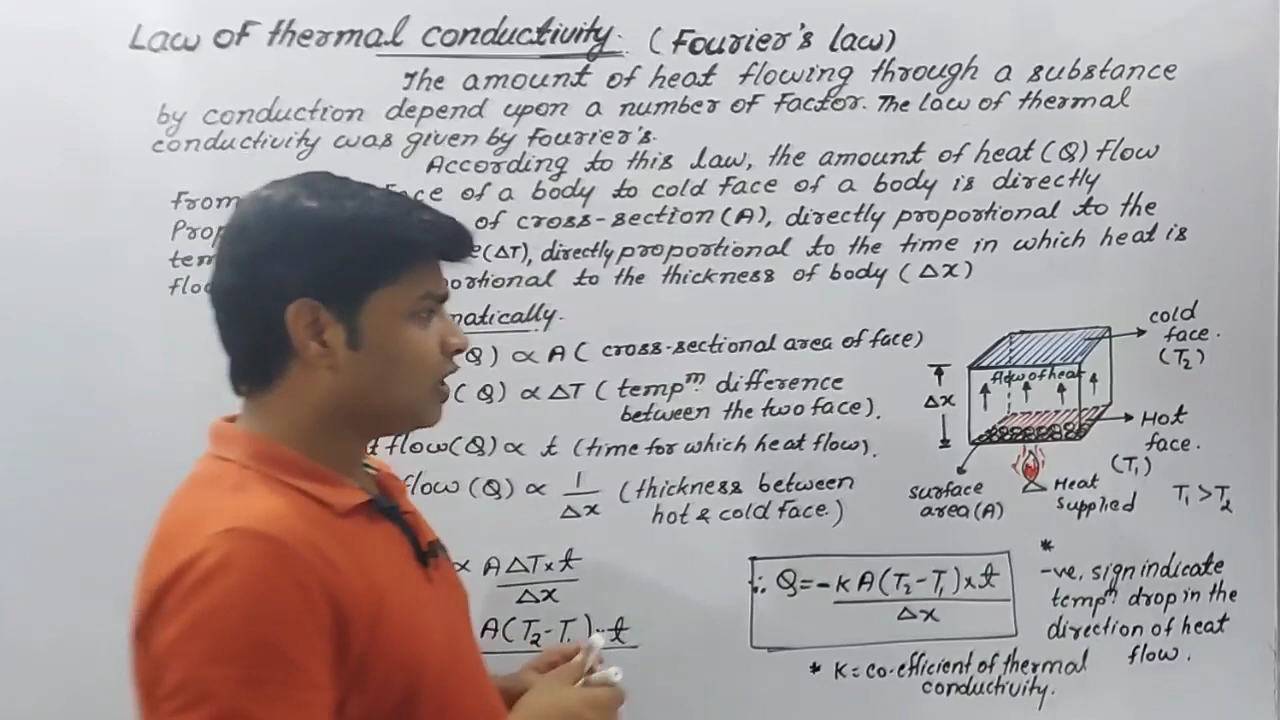 Law of thermal conductivity. (Fourier's law)
The amount of heat flowing through a substance
by conduction depend upon a number of factor. The law of thermal
conductivity was given by Fourier's.
According to this law, the amount of heat (Q) flow
From ce of a body to cold face of a body is directly
Prop of cross-section (A), directly proportional to the
tem e (ΔT), directly proportional to the time in which heat is
flo ortional to the thickness of body (Δx)
matically.
Q) ∝ A ( cross-sectional area of face)
( Q) ∝ ΔT ( tempm. difference
between the two face).
t flow (Q) ∝ t (time for which heat flow).
flow (Q) ∝ 1/Δx (thickness between
hot & cold face.)
∝ A ΔT x t / Δx
A (T2 - T1) . t
cold
face.
(T2)
flow of heat
Δx
Hot
face.
(T1)
surface
area (A)
Heat
supplied
T1 > T2
∴ Q = -K A (T2 - T1) x t / Δx
*
-ve, sign indicate
tempn drop in the
direction of heat
flow.
* K = co-efficient of thermal
conductivity.